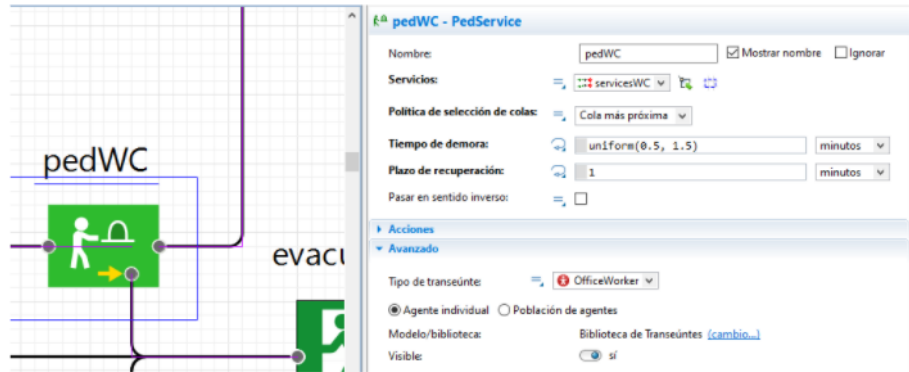 pedWC
evacu
pedWC - PedService
Nombre: pedWC Mostrar nombre Ignorar
Servicios: servicesWC
Política de selección de colas: Cola más próxima
Tiempo de demora: uniform(0.5, 1.5) minutos
Plazo de recuperación: 1 minutos
Pasar en sentido inverso:
Acciones
Avanzado
Tipo de transeúnte: OfficeWorker
Agente individual Población de agentes
Modelo/biblioteca: Biblioteca de Transeúntes (cambio...)
Visible: sí